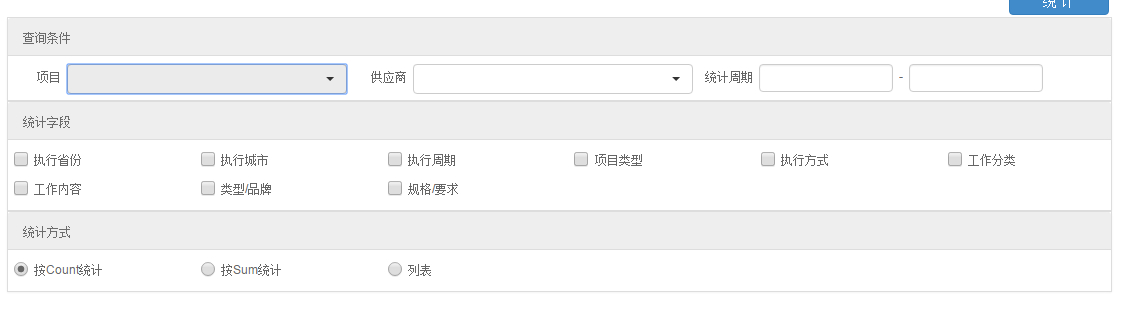 统 计
查询条件
项目 供应商 统计周期 -
统计字段
执行省份 执行城市 执行周期 项目类型 执行方式 工作分类
工作内容 类型/品牌 规格/要求
统计方式
按Count统计 按Sum统计 列表